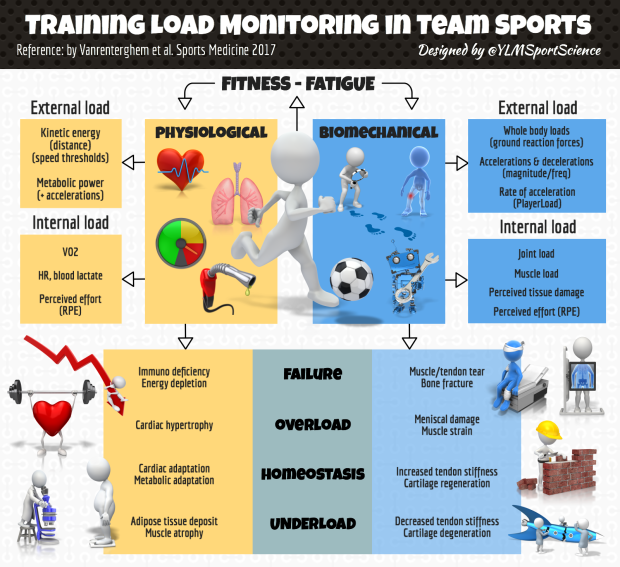 Training Load Monitoring in Team Sports
Reference: by Vanrenterghem et al. Sports Medicine 2017
Designed by @YLMSportScience
FITNESS - FATIGUE
External load
Kinetic energy
(distance)
(speed thresholds)
Metabolic power
(+ accelerations)
Internal load
VO2
HR, blood lactate
Perceived effort
(RPE)
PHYSIOLOGICAL
BIOMECHANICAL
External load
Whole body loads
(ground reaction forces)
Accelerations & decelerations
(magnitude/freq)
Rate of acceleration
(PlayerLoad)
Internal load
Joint load
Muscle load
Perceived tissue damage
Perceived effort (RPE)
Immuno deficiency
Energy depletion
FAILURE
Muscle/tendon tear
Bone fracture
Cardiac hypertrophy
OVERLOAD
Meniscal damage
Muscle strain
Cardiac adaptation
Metabolic adaptation
HOMEOSTASIS
Increased tendon stiffness
Cartilage regeneration
Adipose tissue deposit
Muscle atrophy
UNDERLOAD
Decreased tendon stiffness
Cartilage degeneration